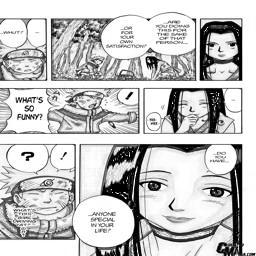 ARE YOU
DOING THIS
FOR THE
SAKE OF THAT
PERSON...
...OR
FOR
YOUR OWN
SATISFACTION?
...WHUT?
WHAT'S
SO
FUNNY?
?
!
...DO
YOU
HAVE...
...ANYONE
SPECIAL
IN YOUR
LIFE?